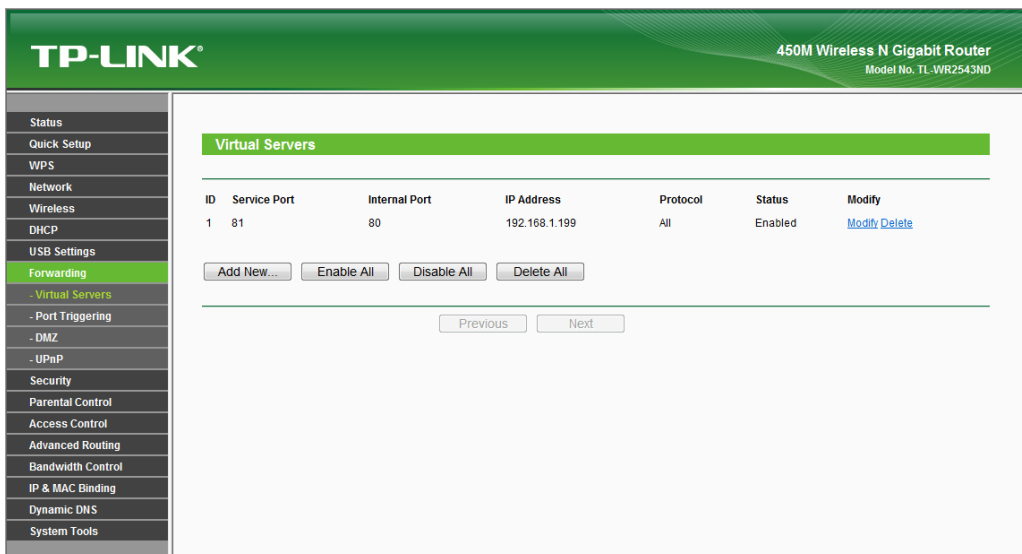 TP-LINK®
450M Wireless N Gigabit Router
Model No. TL-WR2543ND
Status
Quick Setup
WPS
Network
Wireless
DHCP
USB Settings
Forwarding
- Virtual Servers
- Port Triggering
- DMZ
- UPnP
Security
Parental Control
Access Control
Advanced Routing
Bandwidth Control
IP & MAC Binding
Dynamic DNS
System Tools
Virtual Servers
ID Service Port Internal Port IP Address Protocol Status Modify
1 81 80 192.168.1.199 All Enabled Modify Delete
Add New... Enable All Disable All Delete All
Previous Next